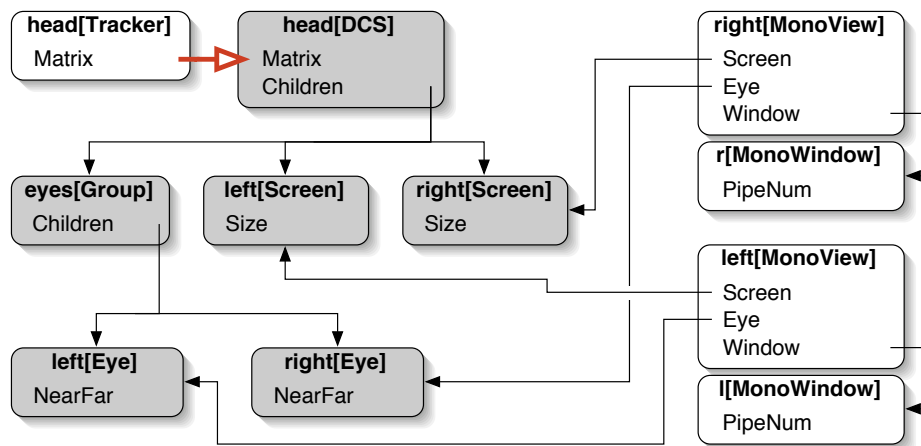 head[Tracker]
Matrix
head[DCS]
Matrix
Children
right[MonoView]
Screen
Eye
Window
r[MonoWindow]
PipeNum
eyes[Group]
Children
left[Screen]
Size
right[Screen]
Size
left[MonoView]
Screen
Eye
Window
left[Eye]
NearFar
right[Eye]
NearFar
l[MonoWindow]
PipeNum